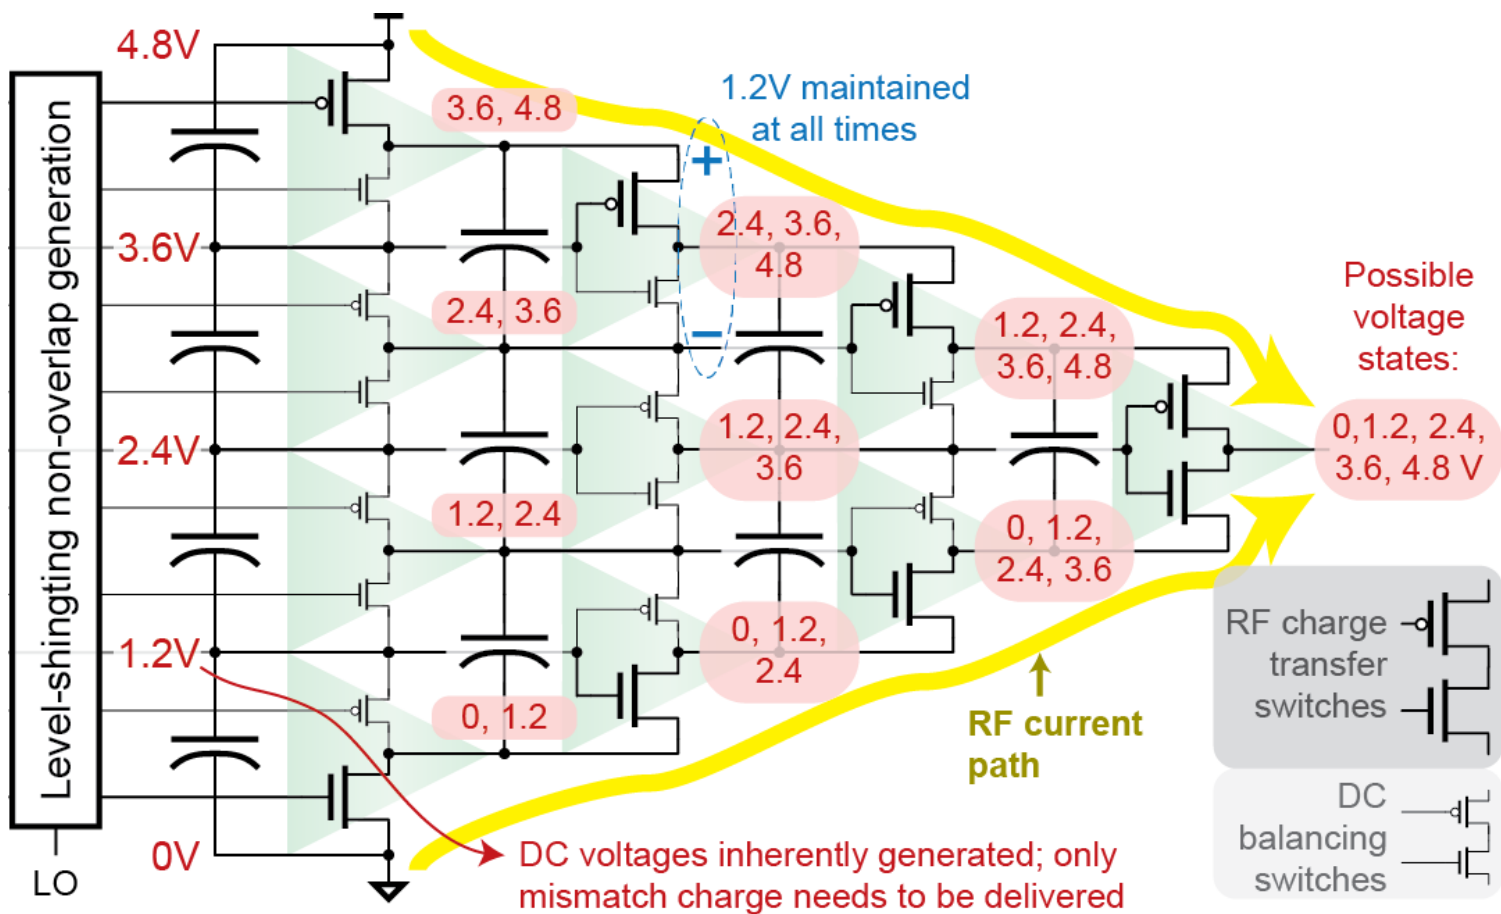 4.8V
3.6V
2.4V
1.2V
0V
Level-shingting non-overlap generation
LO
3.6, 4.8
2.4, 3.6
1.2, 2.4
0, 1.2
1.2V maintained
at all times
+
−
2.4, 3.6,
4.8
1.2, 2.4,
3.6
0, 1.2,
2.4
1.2, 2.4,
3.6, 4.8
0, 1.2,
2.4, 3.6
Possible
voltage
states:
0,1.2, 2.4,
3.6, 4.8 V
RF current
path
DC voltages inherently generated; only
mismatch charge needs to be delivered
RF charge
transfer
switches
DC
balancing
switches